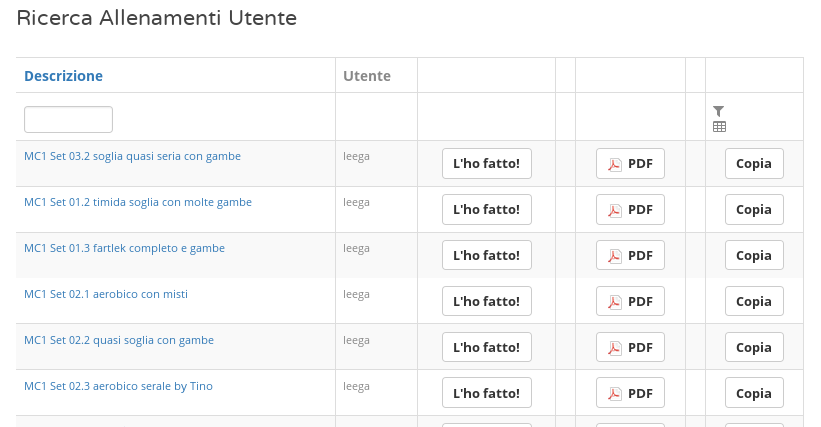 Ricerca Allenamenti Utente
Descrizione Utente
MC1 Set 03.2 soglia quasi seria con gambe leega L'ho fatto! PDF Copia
MC1 Set 01.2 timida soglia con molte gambe leega L'ho fatto! PDF Copia
MC1 Set 01.3 fartlek completo e gambe leega L'ho fatto! PDF Copia
MC1 Set 02.1 aerobico con misti leega L'ho fatto! PDF Copia
MC1 Set 02.2 quasi soglia con gambe leega L'ho fatto! PDF Copia
MC1 Set 02.3 aerobico serale by Tino leega L'ho fatto! PDF Copia